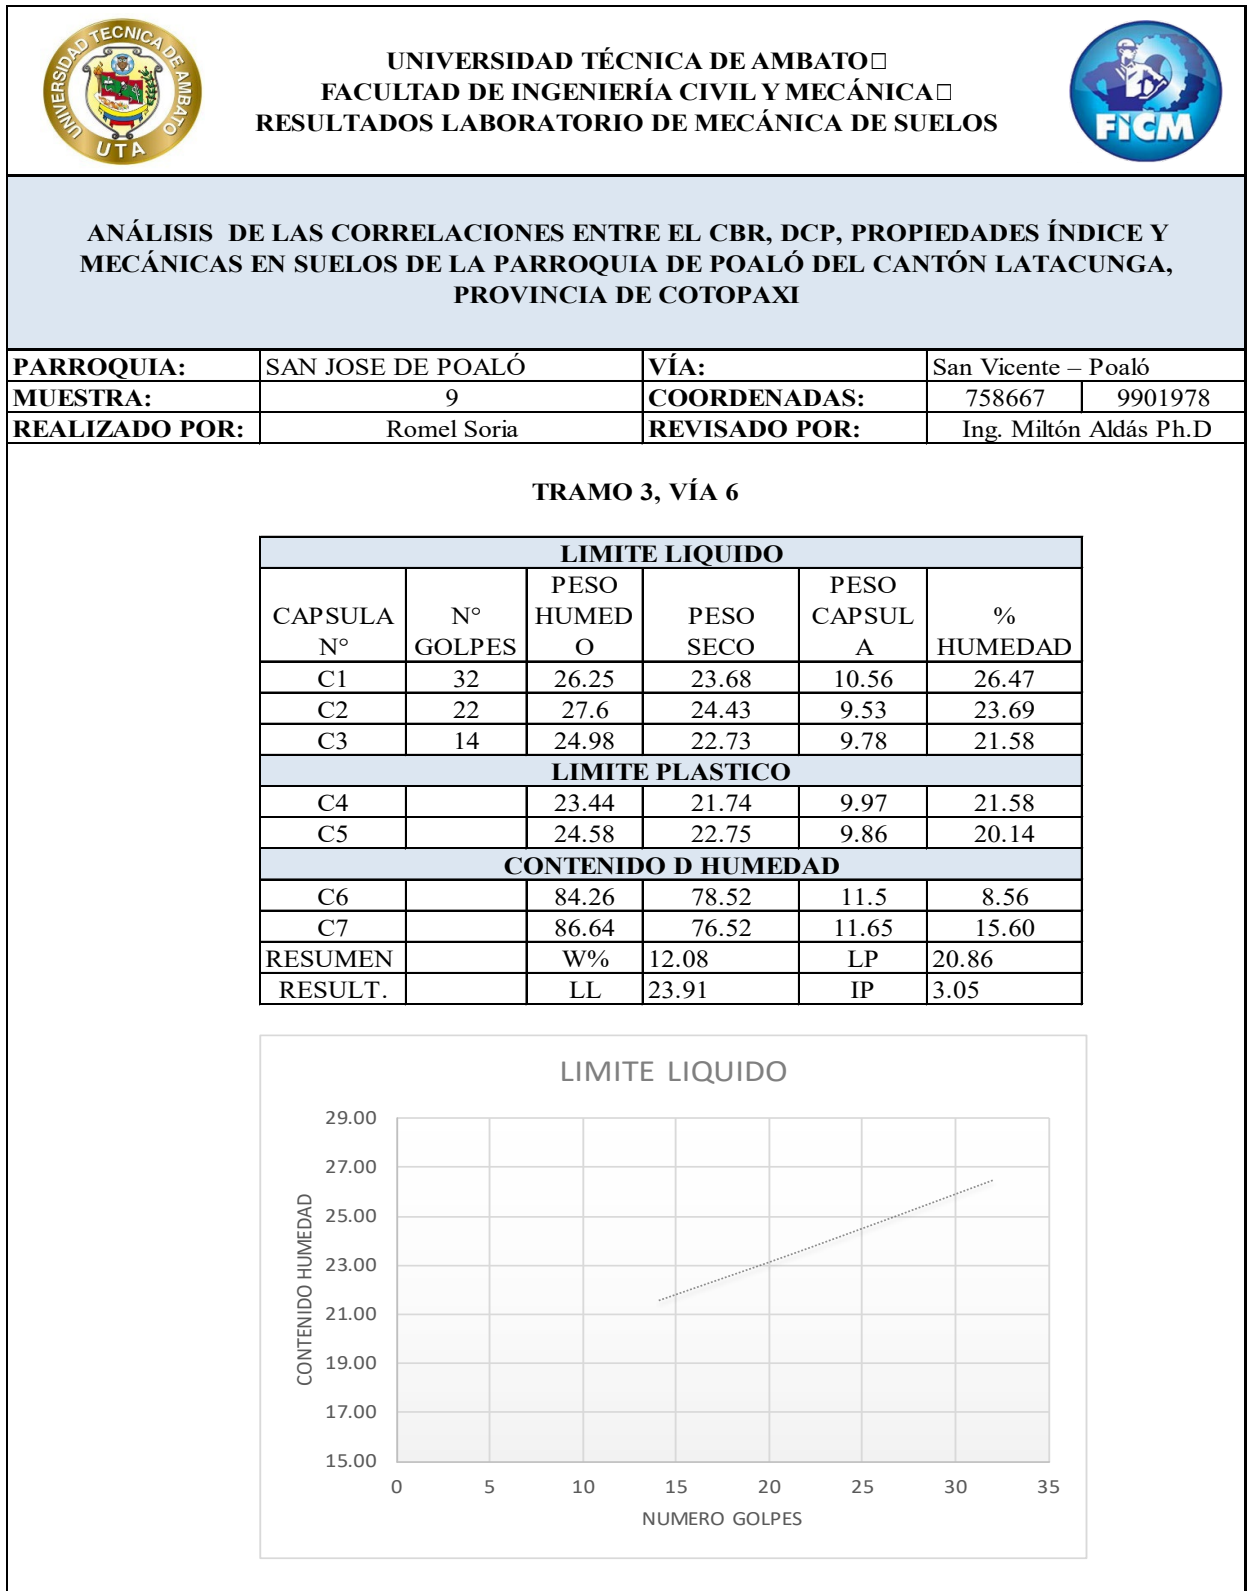 UNIVERSIDAD TECNICA DE AMBATO
UTA
UNIVERSIDAD TÉCNICA DE AMBATO□
FACULTAD DE INGENIERÍA CIVIL Y MECÁNICA□
RESULTADOS LABORATORIO DE MECÁNICA DE SUELOS
FICM
ANÁLISIS DE LAS CORRELACIONES ENTRE EL CBR, DCP, PROPIEDADES ÍNDICE Y
MECÁNICAS EN SUELOS DE LA PARROQUIA DE POALÓ DEL CANTÓN LATACUNGA,
PROVINCIA DE COTOPAXI
PARROQUIA: SAN JOSE DE POALÓ VÍA: San Vicente – Poaló
MUESTRA: 9 COORDENADAS: 758667 9901978
REALIZADO POR: Romel Soria REVISADO POR: Ing. Miltón Aldás Ph.D
TRAMO 3, VÍA 6
LIMITE LIQUIDO
PESO PESO
CAPSULA N° HUMED PESO CAPSUL %
N° GOLPES O SECO A HUMEDAD
C1 32 26.25 23.68 10.56 26.47
C2 22 27.6 24.43 9.53 23.69
C3 14 24.98 22.73 9.78 21.58
LIMITE PLASTICO
C4 23.44 21.74 9.97 21.58
C5 24.58 22.75 9.86 20.14
CONTENIDO D HUMEDAD
C6 84.26 78.52 11.5 8.56
C7 86.64 76.52 11.65 15.60
RESUMEN W% 12.08 LP 20.86
RESULT. LL 23.91 IP 3.05
LIMITE LIQUIDO
CONTENIDO HUMEDAD
29.00
27.00
25.00
23.00
21.00
19.00
17.00
15.00
0 5 10 15 20 25 30 35
NUMERO GOLPES